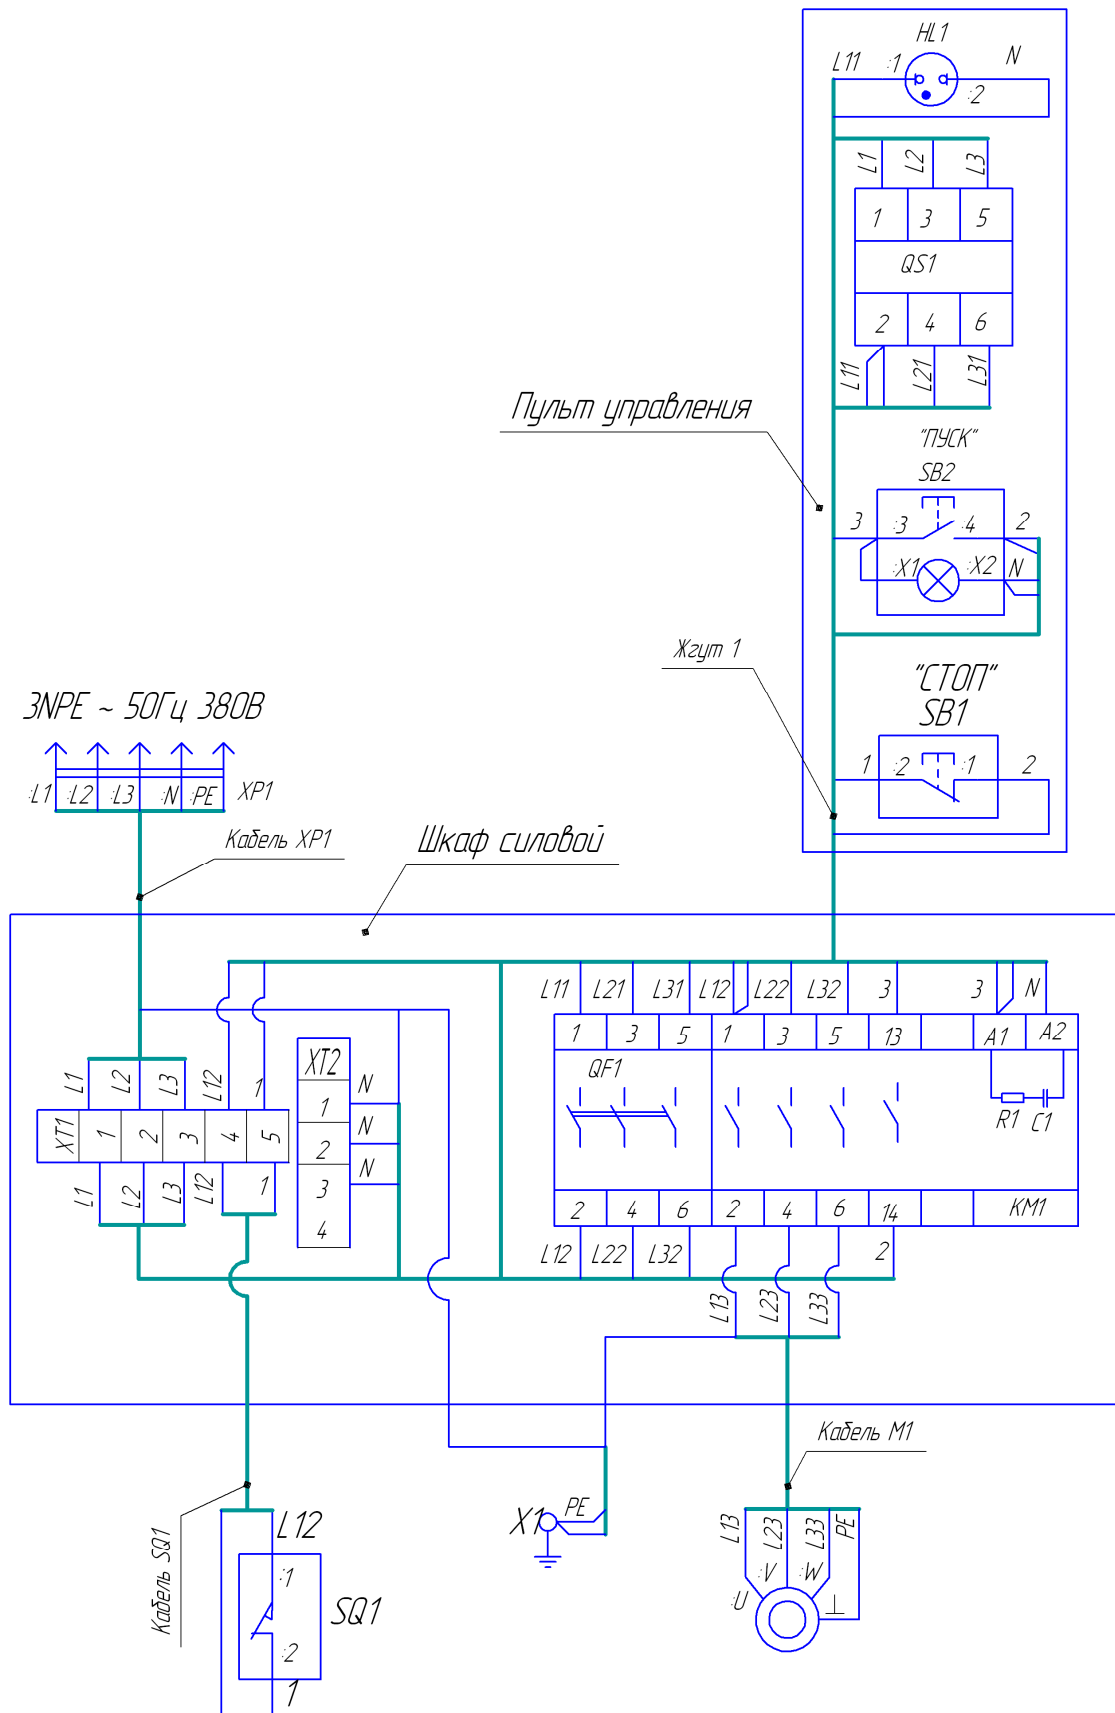 HL1
L11 :1 N
:2
L1 L2 L3
1 3 5
QS1
2 4 6
L11 L21 L31
Пульт управления
"ПУСК"
SB2
3 :3 :4 2
:X1 :X2 N
Жгут 1
"СТОП"
SB1
1 :2 :1 2
3NPE ~ 50Гц 380В
:L1 :L2 :L3 :N :PE XP1
Кабель XP1
Шкаф силовой
L11 L21 L31 L12 L22 L32 3 3 N
1 3 5 1 3 5 13 A1 A2
QF1
R1 C1
2 4 6 2 4 6 14 KM1
L12 L22 L32 2
L13 L23 L33
L1 L2 L3 L12 1
XT1 1 2 3 4 5
L1 L2 L3 L12 1
XT2
1 N
2 N
3 N
4
Кабель M1
Кабель SQ1
L12
:1
SQ1
:2
1
X1 PE
L13 L23 L33 PE
:U :V :W